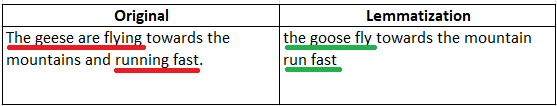 Original
Lemmatization
The geese are flying towards the
mountains and running fast.
the goose fly towards the mountain
run fast